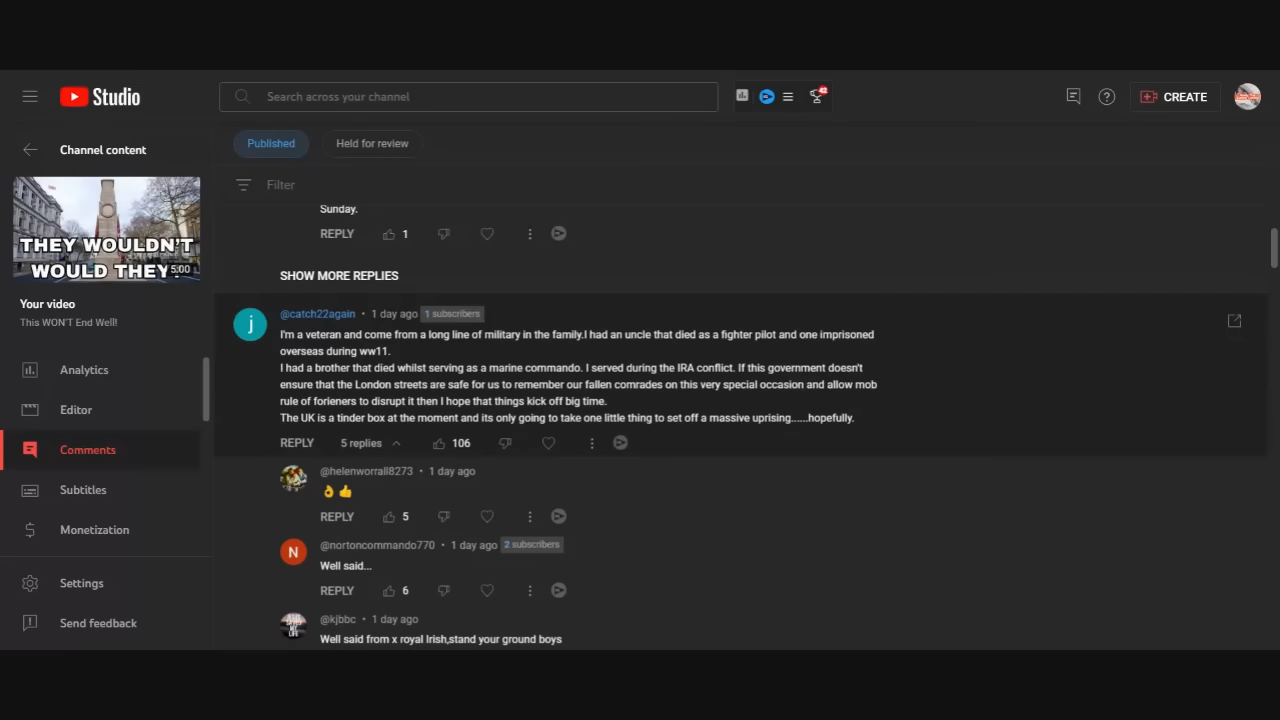 Studio
Search across your channel
42
CREATE
Channel content
Published
Held for review
Filter
THEY WOULDN'T
WOULD THEY?
5:00
Your video
This WON'T End Well!
Analytics
Editor
Comments
Subtitles
Monetization
Settings
Send feedback
Sunday.
REPLY 1
SHOW MORE REPLIES
j
@catch22again • 1 day ago 1 subscribers
I'm a veteran and come from a long line of military in the family.I had an uncle that died as a fighter pilot and one imprisoned
overseas during ww11.
I had a brother that died whilst serving as a marine commando. I served during the IRA conflict. If this government doesn't
ensure that the London streets are safe for us to remember our fallen comrades on this very special occasion and allow mob
rule of forieners to disrupt it then I hope that things kick off big time.
The UK is a tinder box at the moment and its only going to take one little thing to set off a massive uprising......hopefully.
REPLY 5 replies 106
@helenworrall8273 • 1 day ago
👌👍
REPLY 5
N
@nortoncommando770 • 1 day ago 2 subscribers
Well said...
REPLY 6
@kjbbc • 1 day ago
Well said from x royal Irish,stand your ground boys